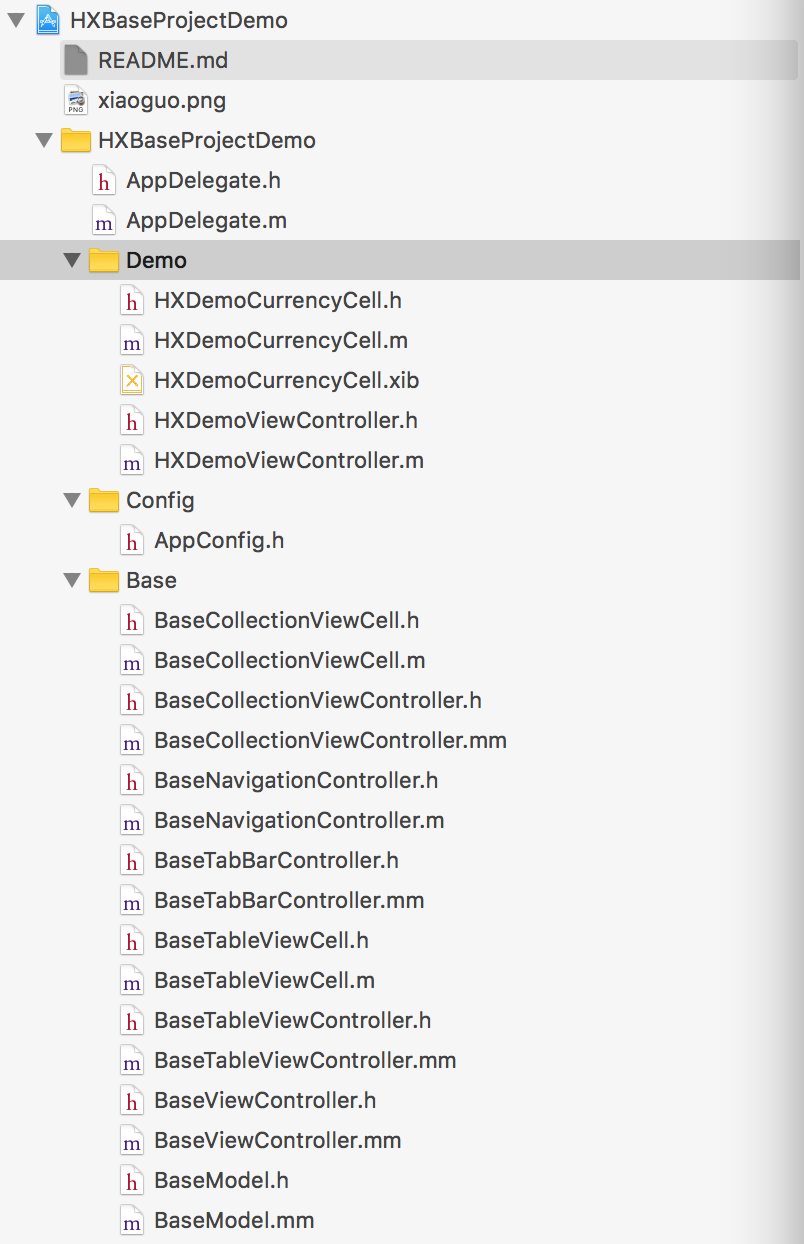 HXBaseProjectDemo
README.md
PNG
xiaoguo.png
HXBaseProjectDemo
h AppDelegate.h
m AppDelegate.m
Demo
h HXDemoCurrencyCell.h
m HXDemoCurrencyCell.m
HXDemoCurrencyCell.xib
h HXDemoViewController.h
m HXDemoViewController.m
Config
h AppConfig.h
Base
h BaseCollectionViewCell.h
m BaseCollectionViewCell.m
h BaseCollectionViewController.h
m BaseCollectionViewController.mm
h BaseNavigationController.h
m BaseNavigationController.m
h BaseTabBarController.h
m BaseTabBarController.mm
h BaseTableViewCell.h
m BaseTableViewCell.m
h BaseTableViewController.h
m BaseTableViewController.mm
h BaseViewController.h
m BaseViewController.mm
h BaseModel.h
m BaseModel.mm